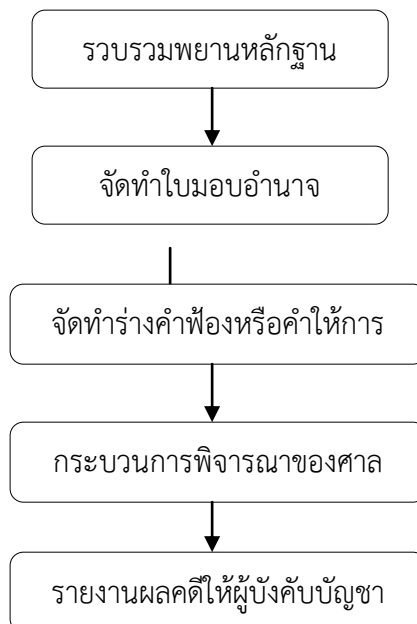 รวบรวมพยานหลักฐาน
จัดทำใบมอบอำนาจ
จัดทำร่างคำฟ้องหรือคำให้การ
กระบวนการพิจารณาของศาล
รายงานผลคดีให้ผู้บังคับบัญชา